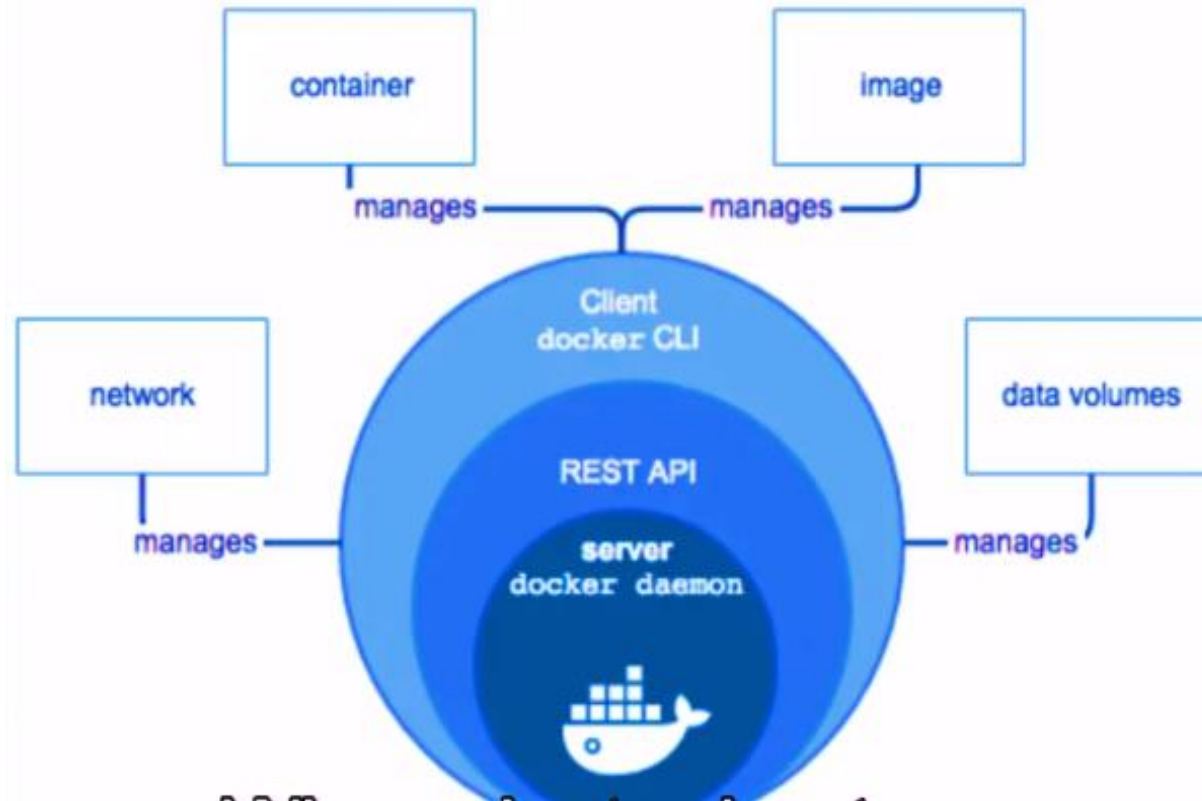 container
image
manages
manages
Client
docker CLI
network
data volumes
REST API
manages
manages
server
docker daemon